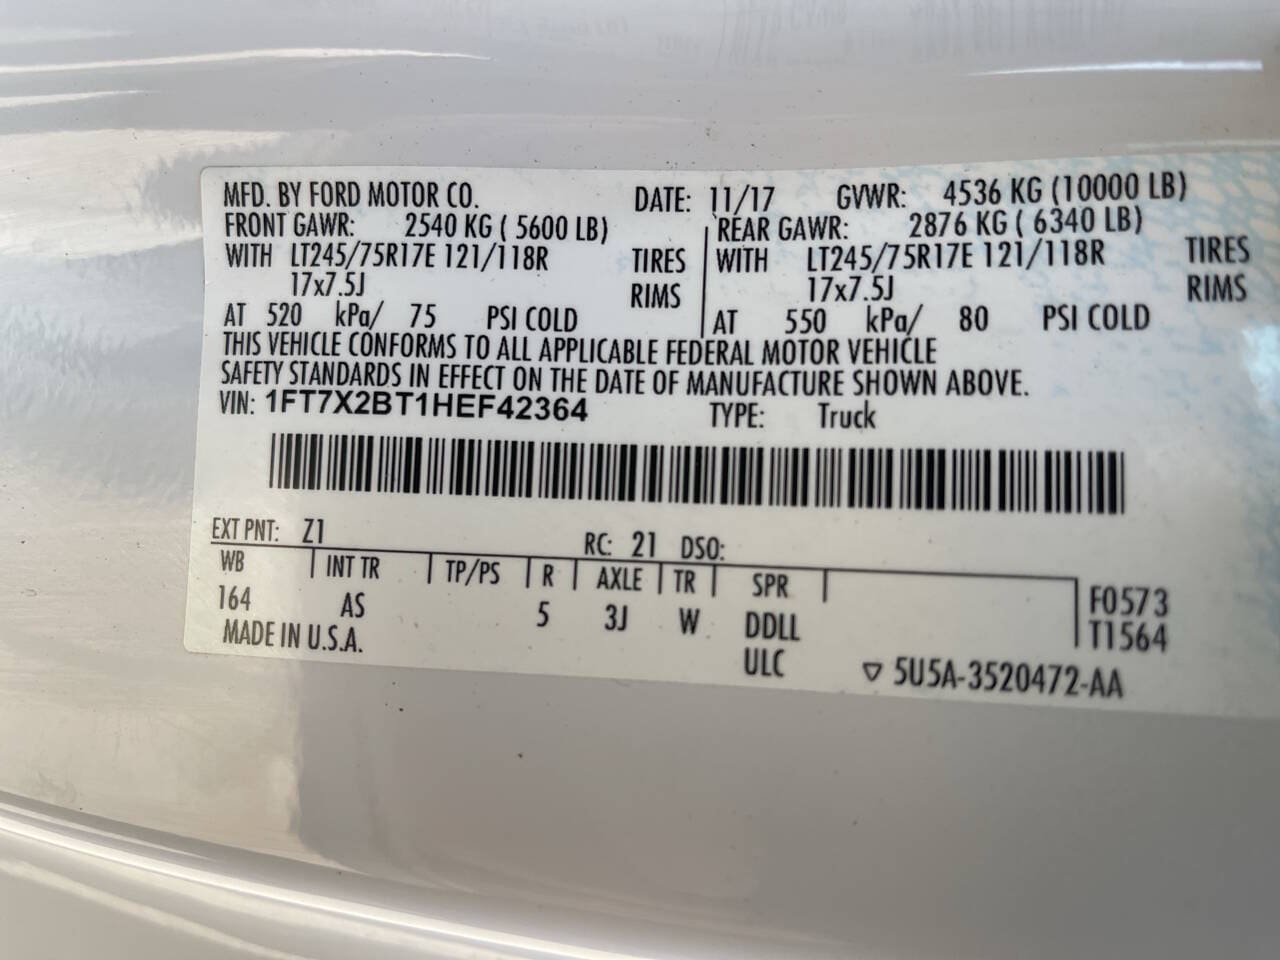 MFD. BY FORD MOTOR CO. DATE: 11/17 GVWR: 4536 KG (10000 LB)
FRONT GAWR: 2540 KG ( 5600 LB) REAR GAWR: 2876 KG ( 6340 LB)
WITH LT245/75R17E 121/118R TIRES WITH LT245/75R17E 121/118R TIRES
17x7.5J RIMS 17x7.5J RIMS
AT 520 kPa/ 75 PSI COLD AT 550 kPa/ 80 PSI COLD
THIS VEHICLE CONFORMS TO ALL APPLICABLE FEDERAL MOTOR VEHICLE
SAFETY STANDARDS IN EFFECT ON THE DATE OF MANUFACTURE SHOWN ABOVE.
VIN: 1FT7X2BT1HEF42364 TYPE: Truck
EXT PNT: Z1 RC: 21 DSO:
WB INT TR TP/PS R AXLE TR SPR F0573
164 AS 5 3J W DDLL T1564
MADE IN U.S.A. ULC ▽ 5U5A-3520472-AA